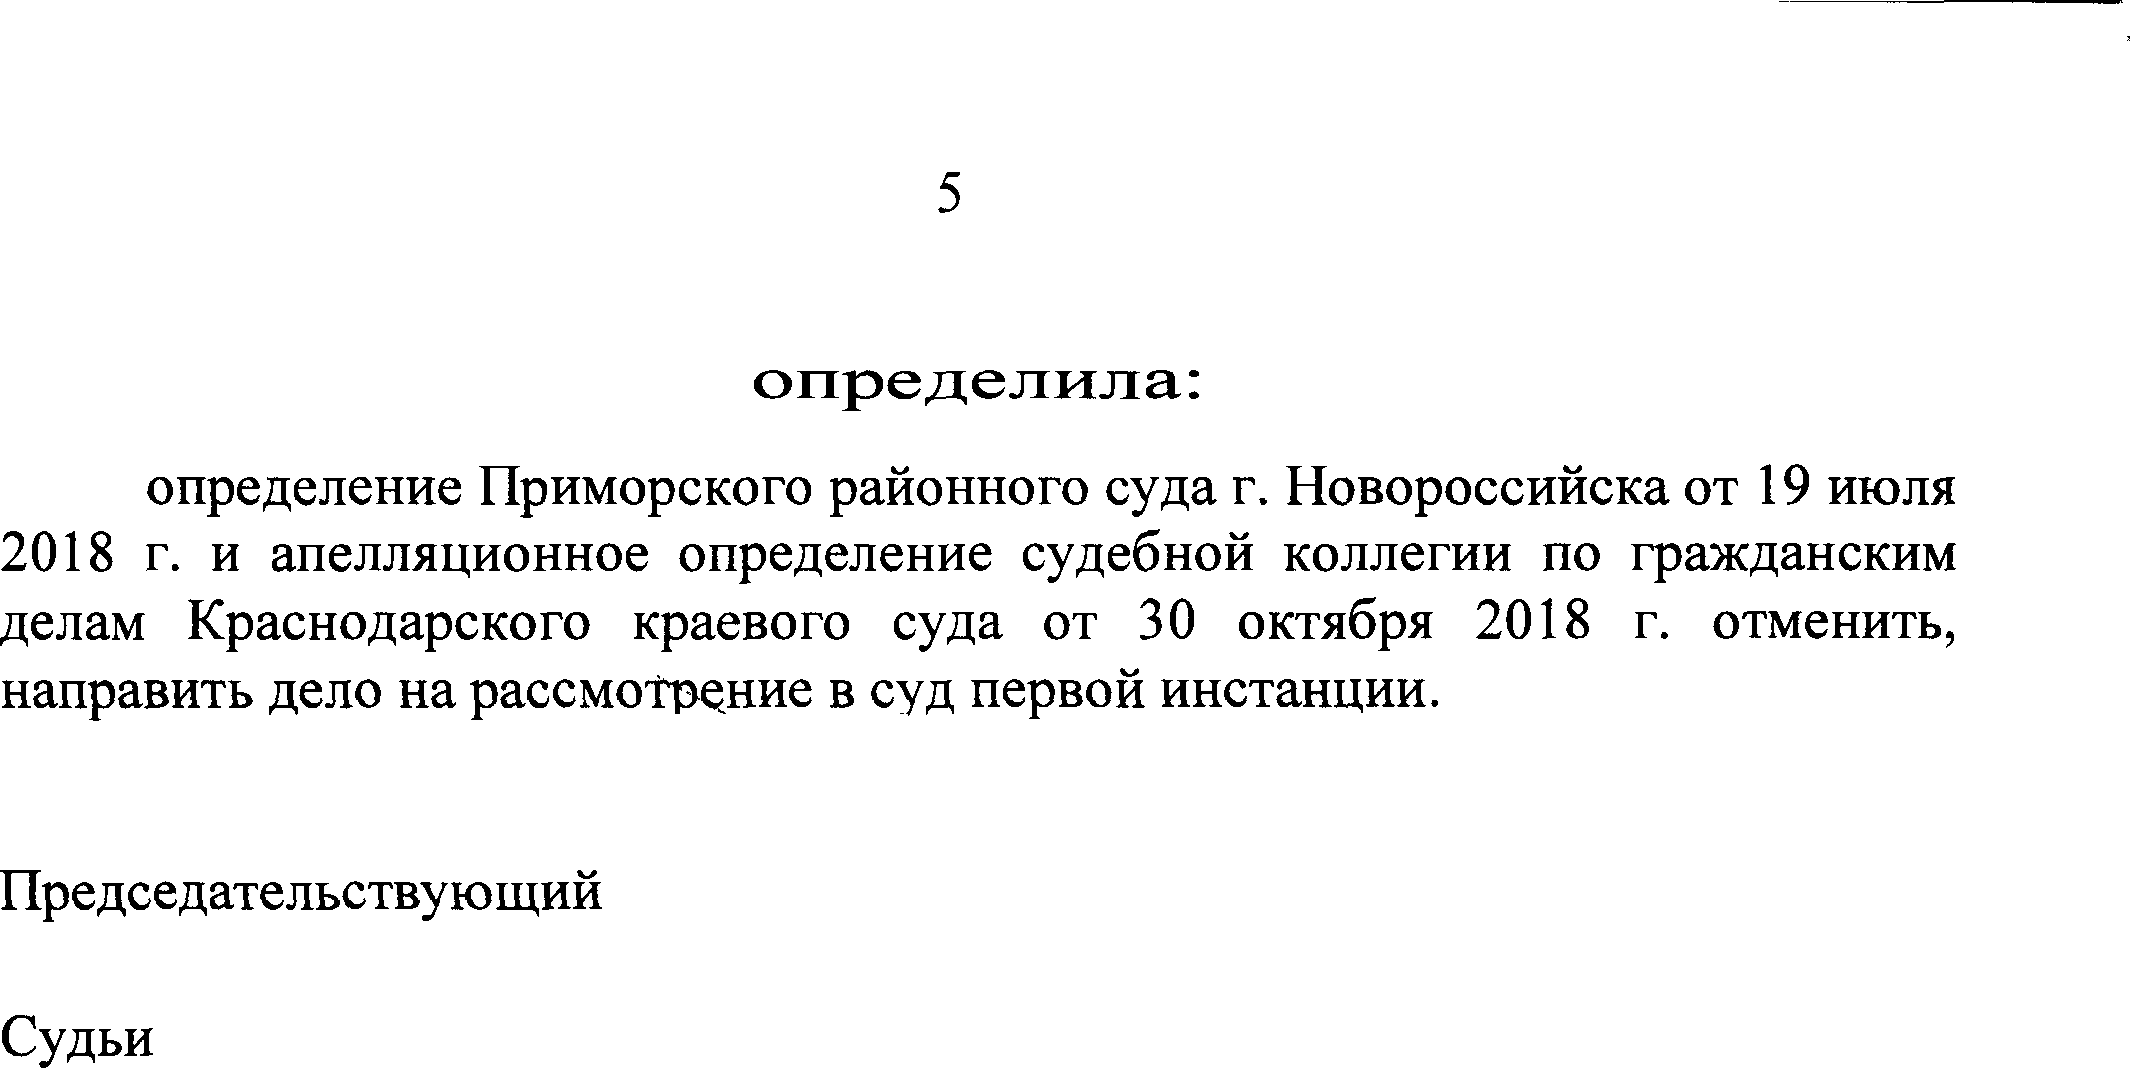 5
определила:
определение Приморского районного суда г. Новороссийска от 19 июля
2018 г. и апелляционное определение судебной коллегии по гражданским
делам Краснодарского краевого суда от 30 октября 2018 г. отменить,
направить дело на рассмотрение в суд первой инстанции.
Председательствующий
Судьи